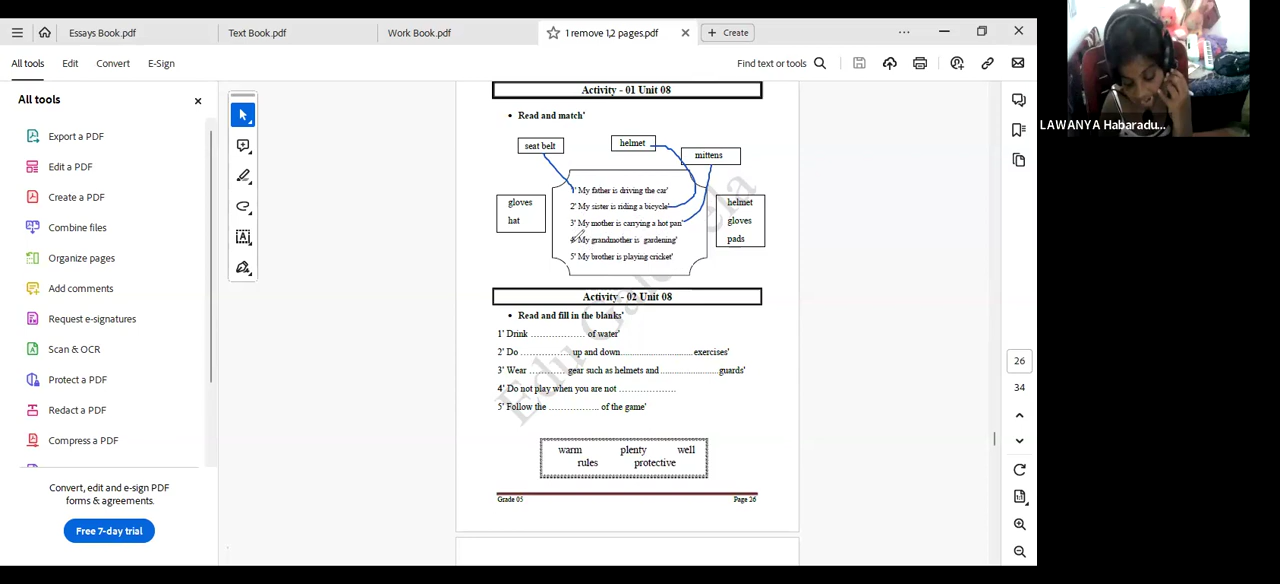 Essays Book.pdf
Text Book.pdf
Work Book.pdf
1 remove 1,2 pages.pdf
Create
All tools
Edit
Convert
E-Sign
Find text or tools
All tools
Export a PDF
Edit a PDF
Create a PDF
Combine files
Organize pages
Add comments
Request e-signatures
Scan & OCR
Protect a PDF
Redact a PDF
Compress a PDF
Convert, edit and e-sign PDF
forms & agreements.
Free 7-day trial
Activity - 01 Unit 08
• Read and match'
seat belt
helmet
mittens
gloves
hat
1' My father is driving the car'
2' My sister is riding a bicycle'
3' My mother is carrying a hot pan'
4' My grandmother is gardening'
5' My brother is playing cricket'
helmet
gloves
pads
Activity - 02 Unit 08
• Read and fill in the blanks'
1' Drink ………………… of water'
2' Do ……………… up and down............................exercises'
3' Wear ………… gear such as helmets and ......................guards'
4' Do not play when you are not …………………
5' Follow the …………… of the game'
warm plenty well
rules protective
Grade 05
Page 26
26
34
LAWANYA Habaradu...